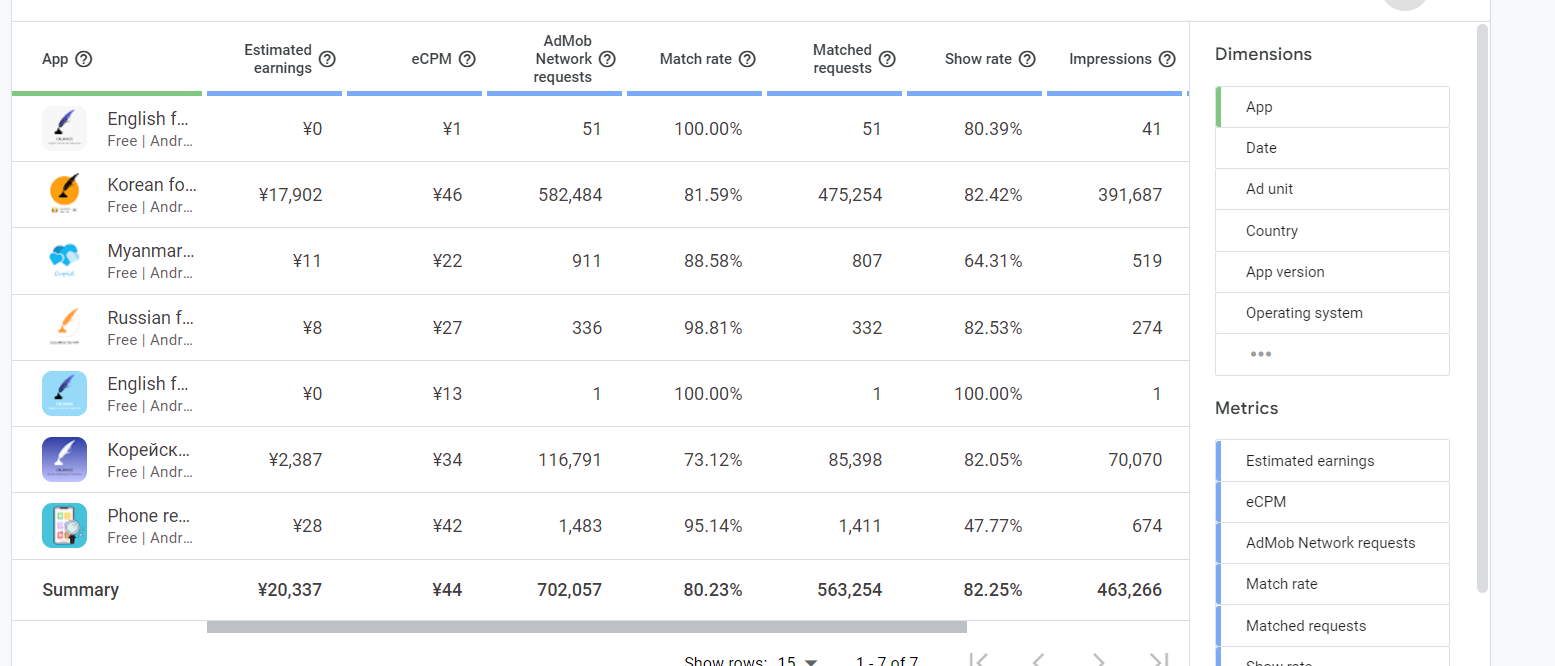 App
Estimated earnings
eCPM
AdMob Network requests
Match rate
Matched requests
Show rate
Impressions
English f...
Free | Andr...
¥0
¥1
51
100.00%
51
80.39%
41
Korean fo...
Free | Andr...
¥17,902
¥46
582,484
81.59%
475,254
82.42%
391,687
Myanmar...
Free | Andr...
¥11
¥22
911
88.58%
807
64.31%
519
Russian f...
Free | Andr...
¥8
¥27
336
98.81%
332
82.53%
274
English f...
Free | Andr...
¥0
¥13
1
100.00%
1
100.00%
1
Корейск...
Free | Andr...
¥2,387
¥34
116,791
73.12%
85,398
82.05%
70,070
Phone re...
Free | Andr...
¥28
¥42
1,483
95.14%
1,411
47.77%
674
Summary
¥20,337
¥44
702,057
80.23%
563,254
82.25%
463,266
Show rows: 15
1 - 7 of 7
Dimensions
App
Date
Ad unit
Country
App version
Operating system
Metrics
Estimated earnings
eCPM
AdMob Network requests
Match rate
Matched requests
Show rate